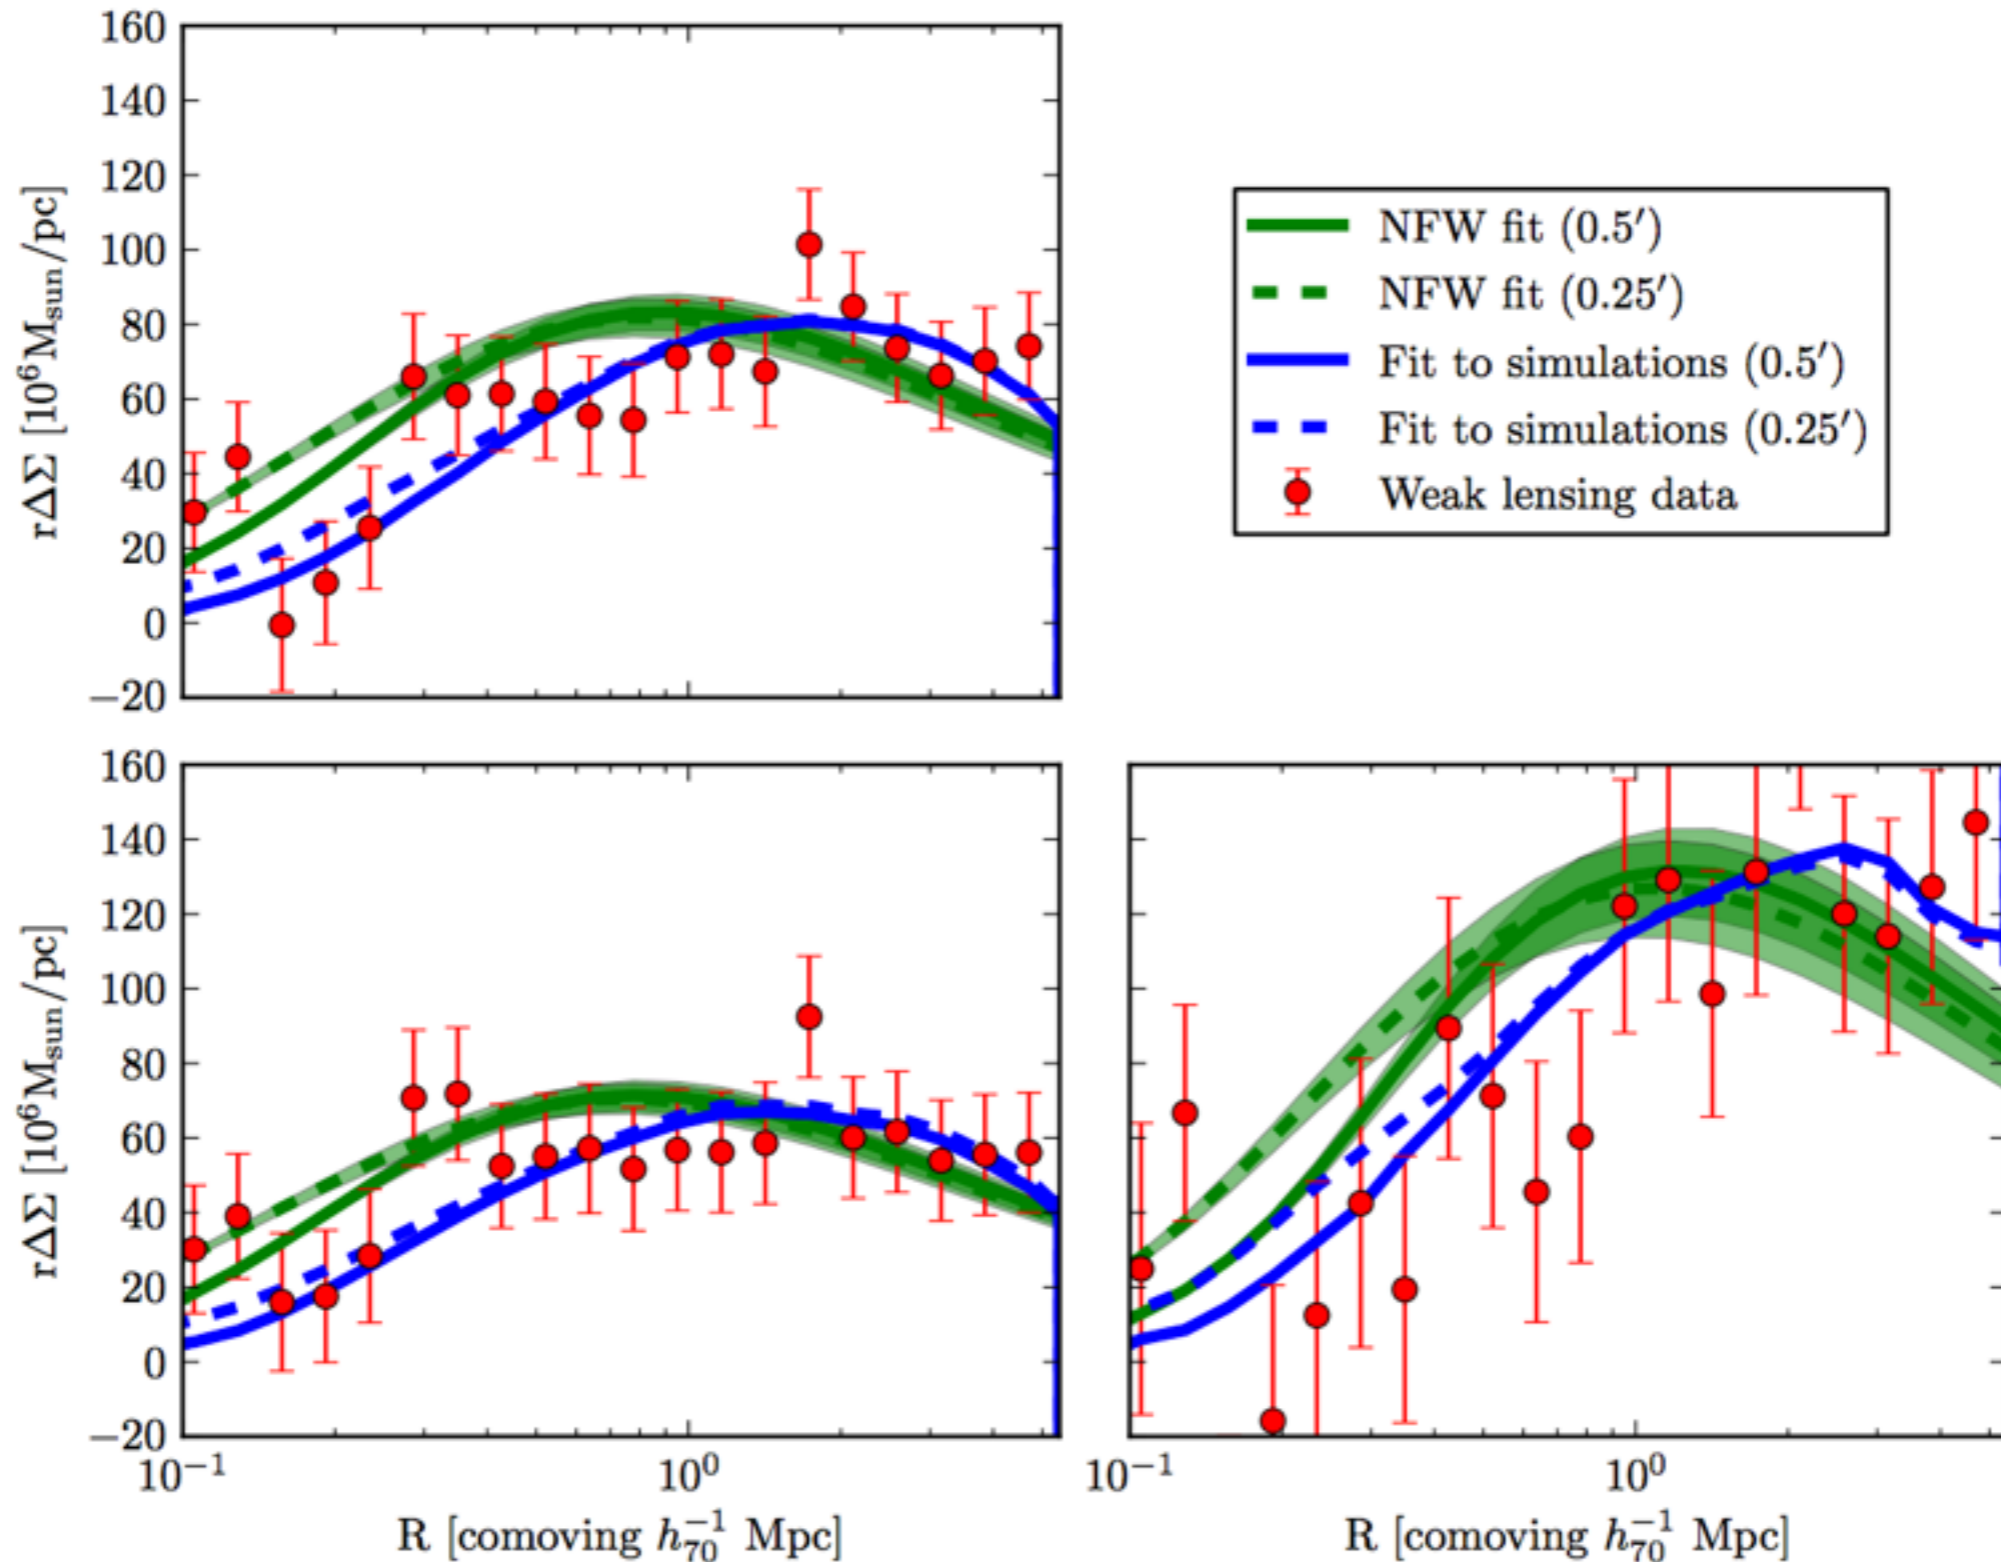 160
140
120
100
80
60
40
20
0
−20
rΔΣ [10⁶M_sun/pc]
NFW fit (0.5′)
NFW fit (0.25′)
Fit to simulations (0.5′)
Fit to simulations (0.25′)
Weak lensing data
160
140
120
100
80
60
40
20
0
−20
rΔΣ [10⁶M_sun/pc]
10⁻¹ 10⁰
R [comoving h₇₀⁻¹ Mpc]
10⁻¹ 10⁰
R [comoving h₇₀⁻¹ Mpc]